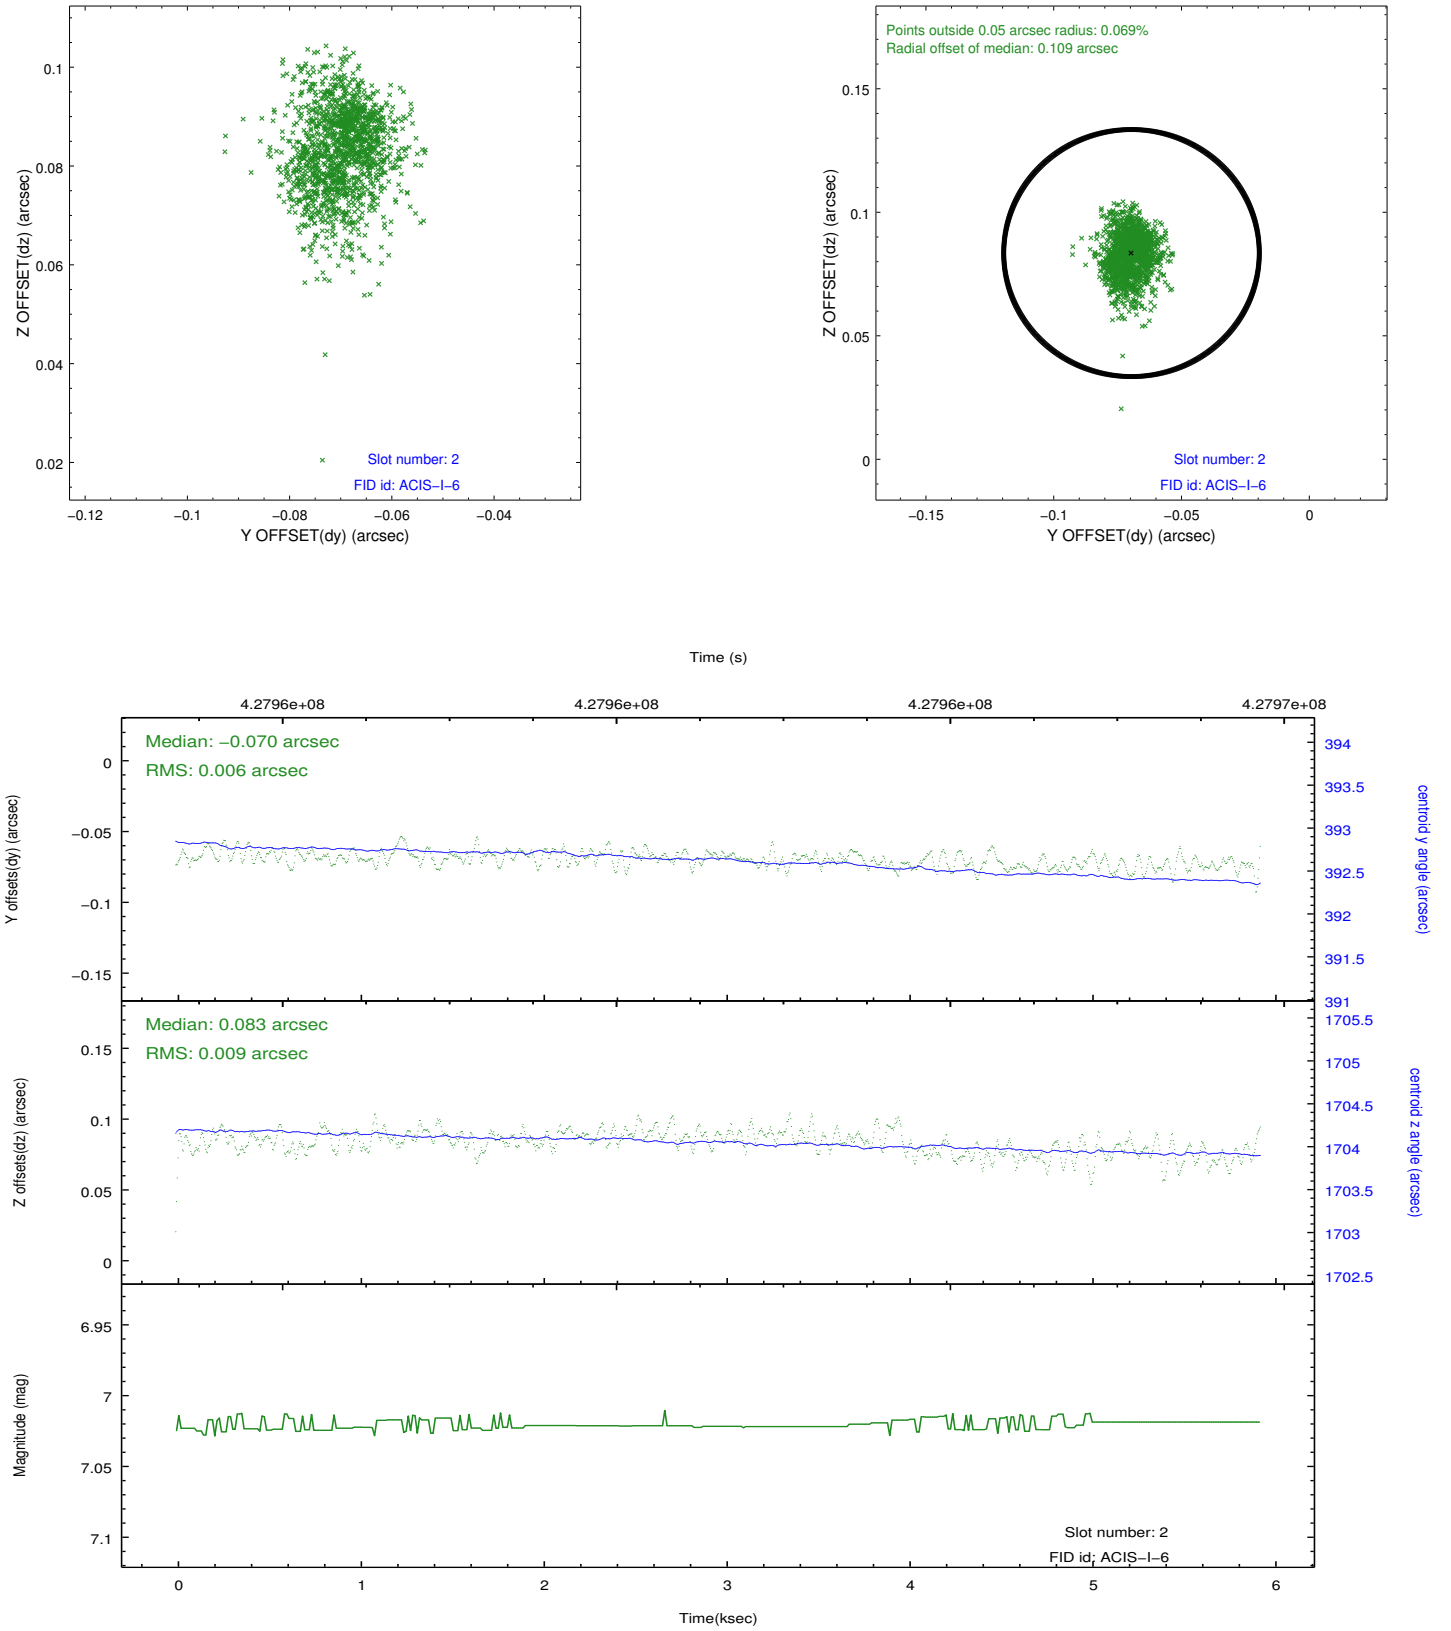 0.1
0.08
0.06
0.04
0.02
Z OFFSET(dz) (arcsec)
Slot number: 2
FID id: ACIS−I−6
−0.12
−0.1
−0.08
−0.06
−0.04
Y OFFSET(dy) (arcsec)
Points outside 0.05 arcsec radius: 0.069%
Radial offset of median: 0.109 arcsec
0.15
0.1
0.05
0
Z OFFSET(dz) (arcsec)
Slot number: 2
FID id: ACIS−I−6
−0.15
−0.1
−0.05
0
Y OFFSET(dy) (arcsec)
Time (s)
4.2796e+08
4.2796e+08
4.2796e+08
4.2797e+08
Median: −0.070 arcsec
RMS: 0.006 arcsec
0
−0.05
−0.1
−0.15
Y offsets(dy) (arcsec)
394
393.5
393
392.5
392
391.5
391
centroid y angle (arcsec)
Median: 0.083 arcsec
RMS: 0.009 arcsec
0.15
0.1
0.05
0
Z offsets(dz) (arcsec)
1705.5
1705
1704.5
1704
1703.5
1703
1702.5
centroid z angle (arcsec)
6.95
7
7.05
7.1
Magnitude (mag)
Slot number: 2
FID id: ACIS−I−6
0
1
2
3
4
5
6
Time(ksec)